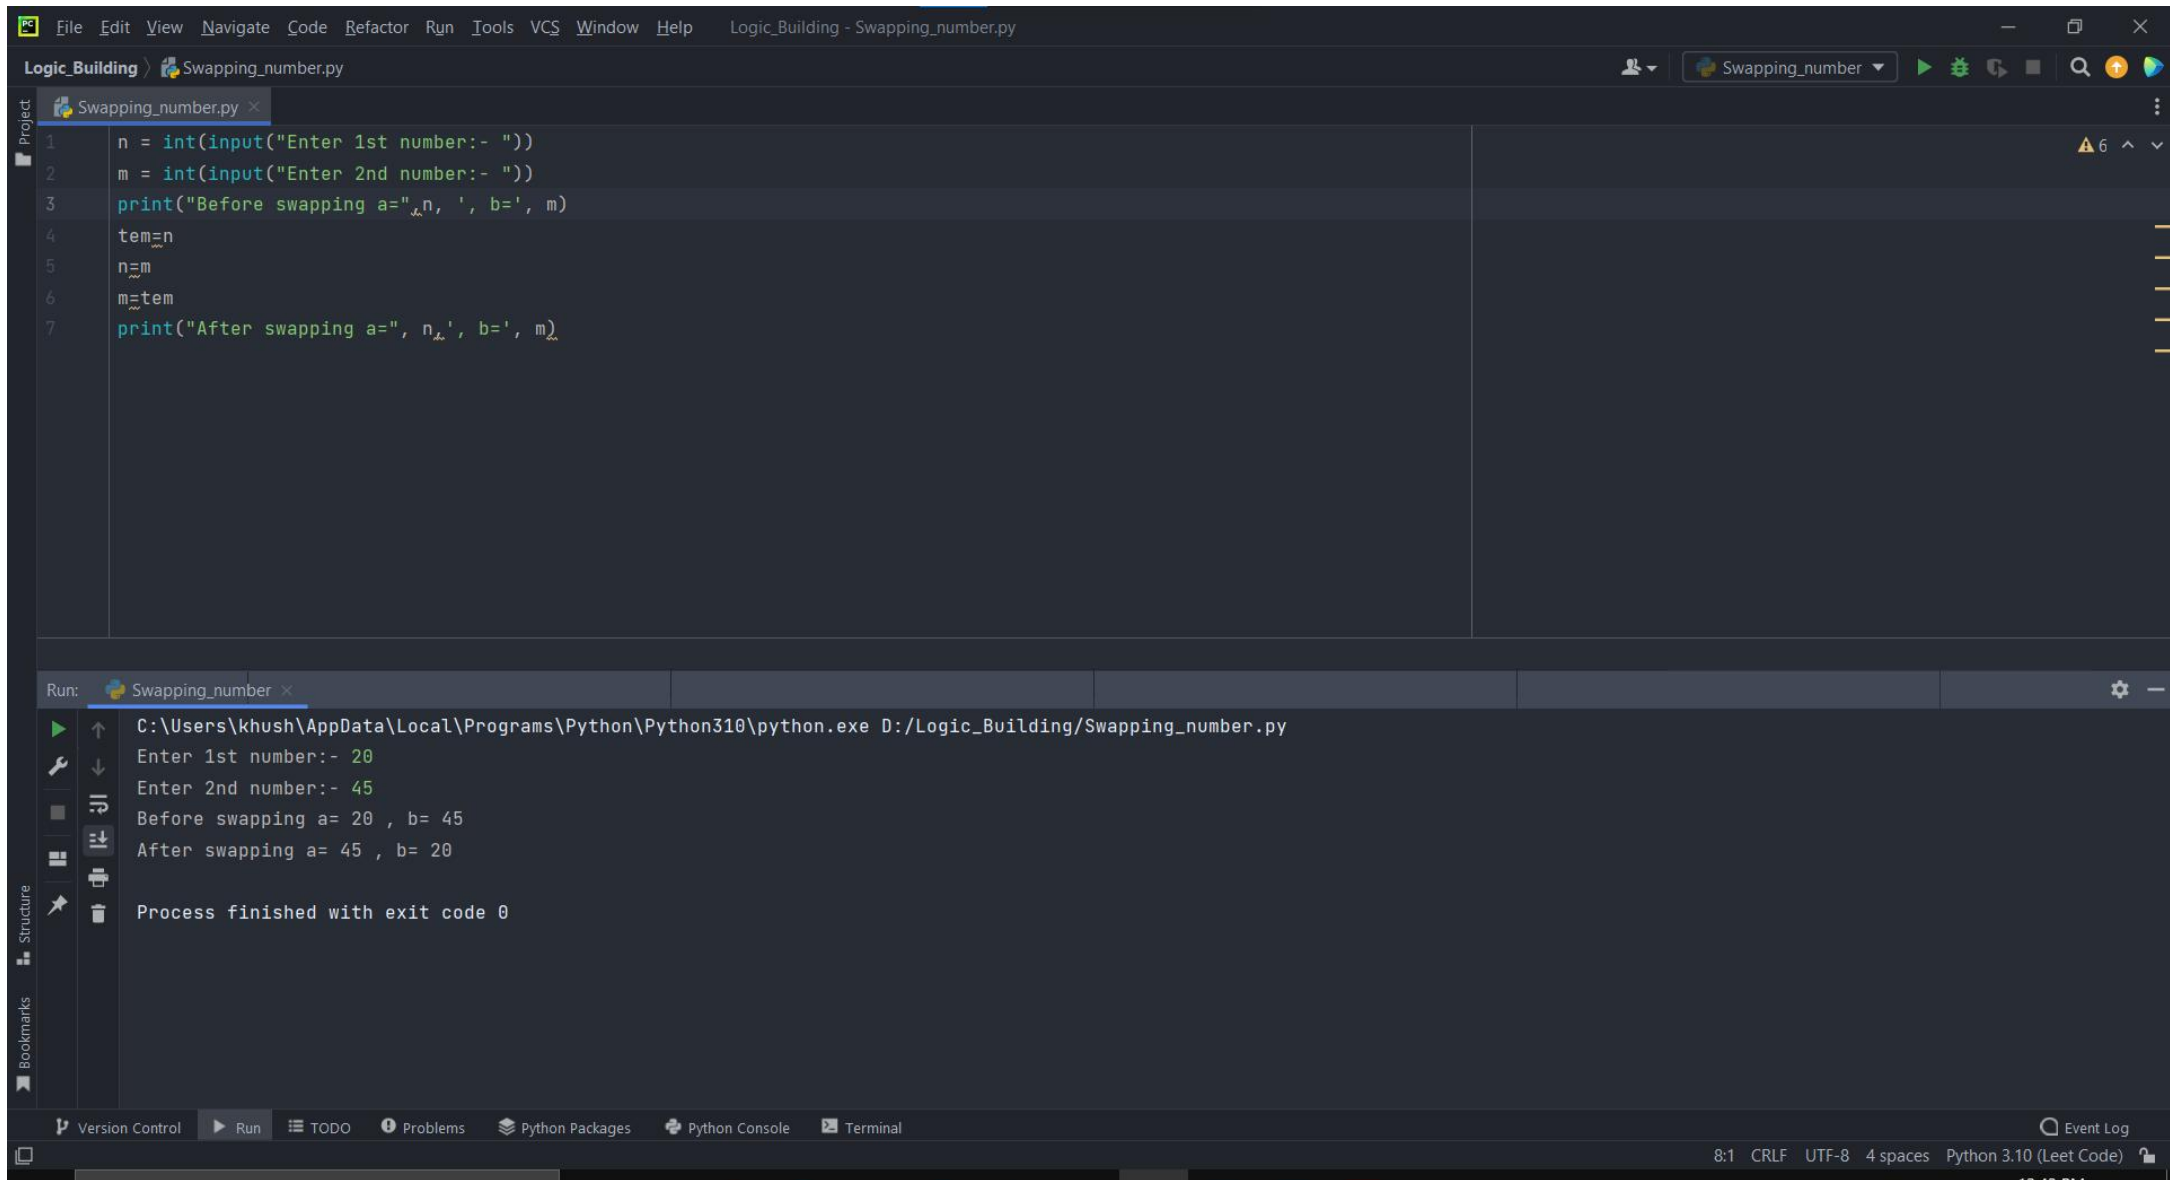 File Edit View Navigate Code Refactor Run Tools VCS Window Help Logic_Building - Swapping_number.py
Logic_Building Swapping_number.py Swapping_number
Project
Swapping_number.py
1 n = int(input("Enter 1st number:- "))
6
2 m = int(input("Enter 2nd number:- "))
3 print("Before swapping a=",n, ', b=', m)
4 tem=n
5 n=m
6 m=tem
7 print("After swapping a=", n,', b=', m)
Run: Swapping_number
C:\Users\khush\AppData\Local\Programs\Python\Python310\python.exe D:/Logic_Building/Swapping_number.py
Enter 1st number:- 20
Enter 2nd number:- 45
Before swapping a= 20 , b= 45
After swapping a= 45 , b= 20
Process finished with exit code 0
Structure
Bookmarks
Version Control Run TODO Problems Python Packages Python Console Terminal Event Log
8:1 CRLF UTF-8 4 spaces Python 3.10 (Leet Code)